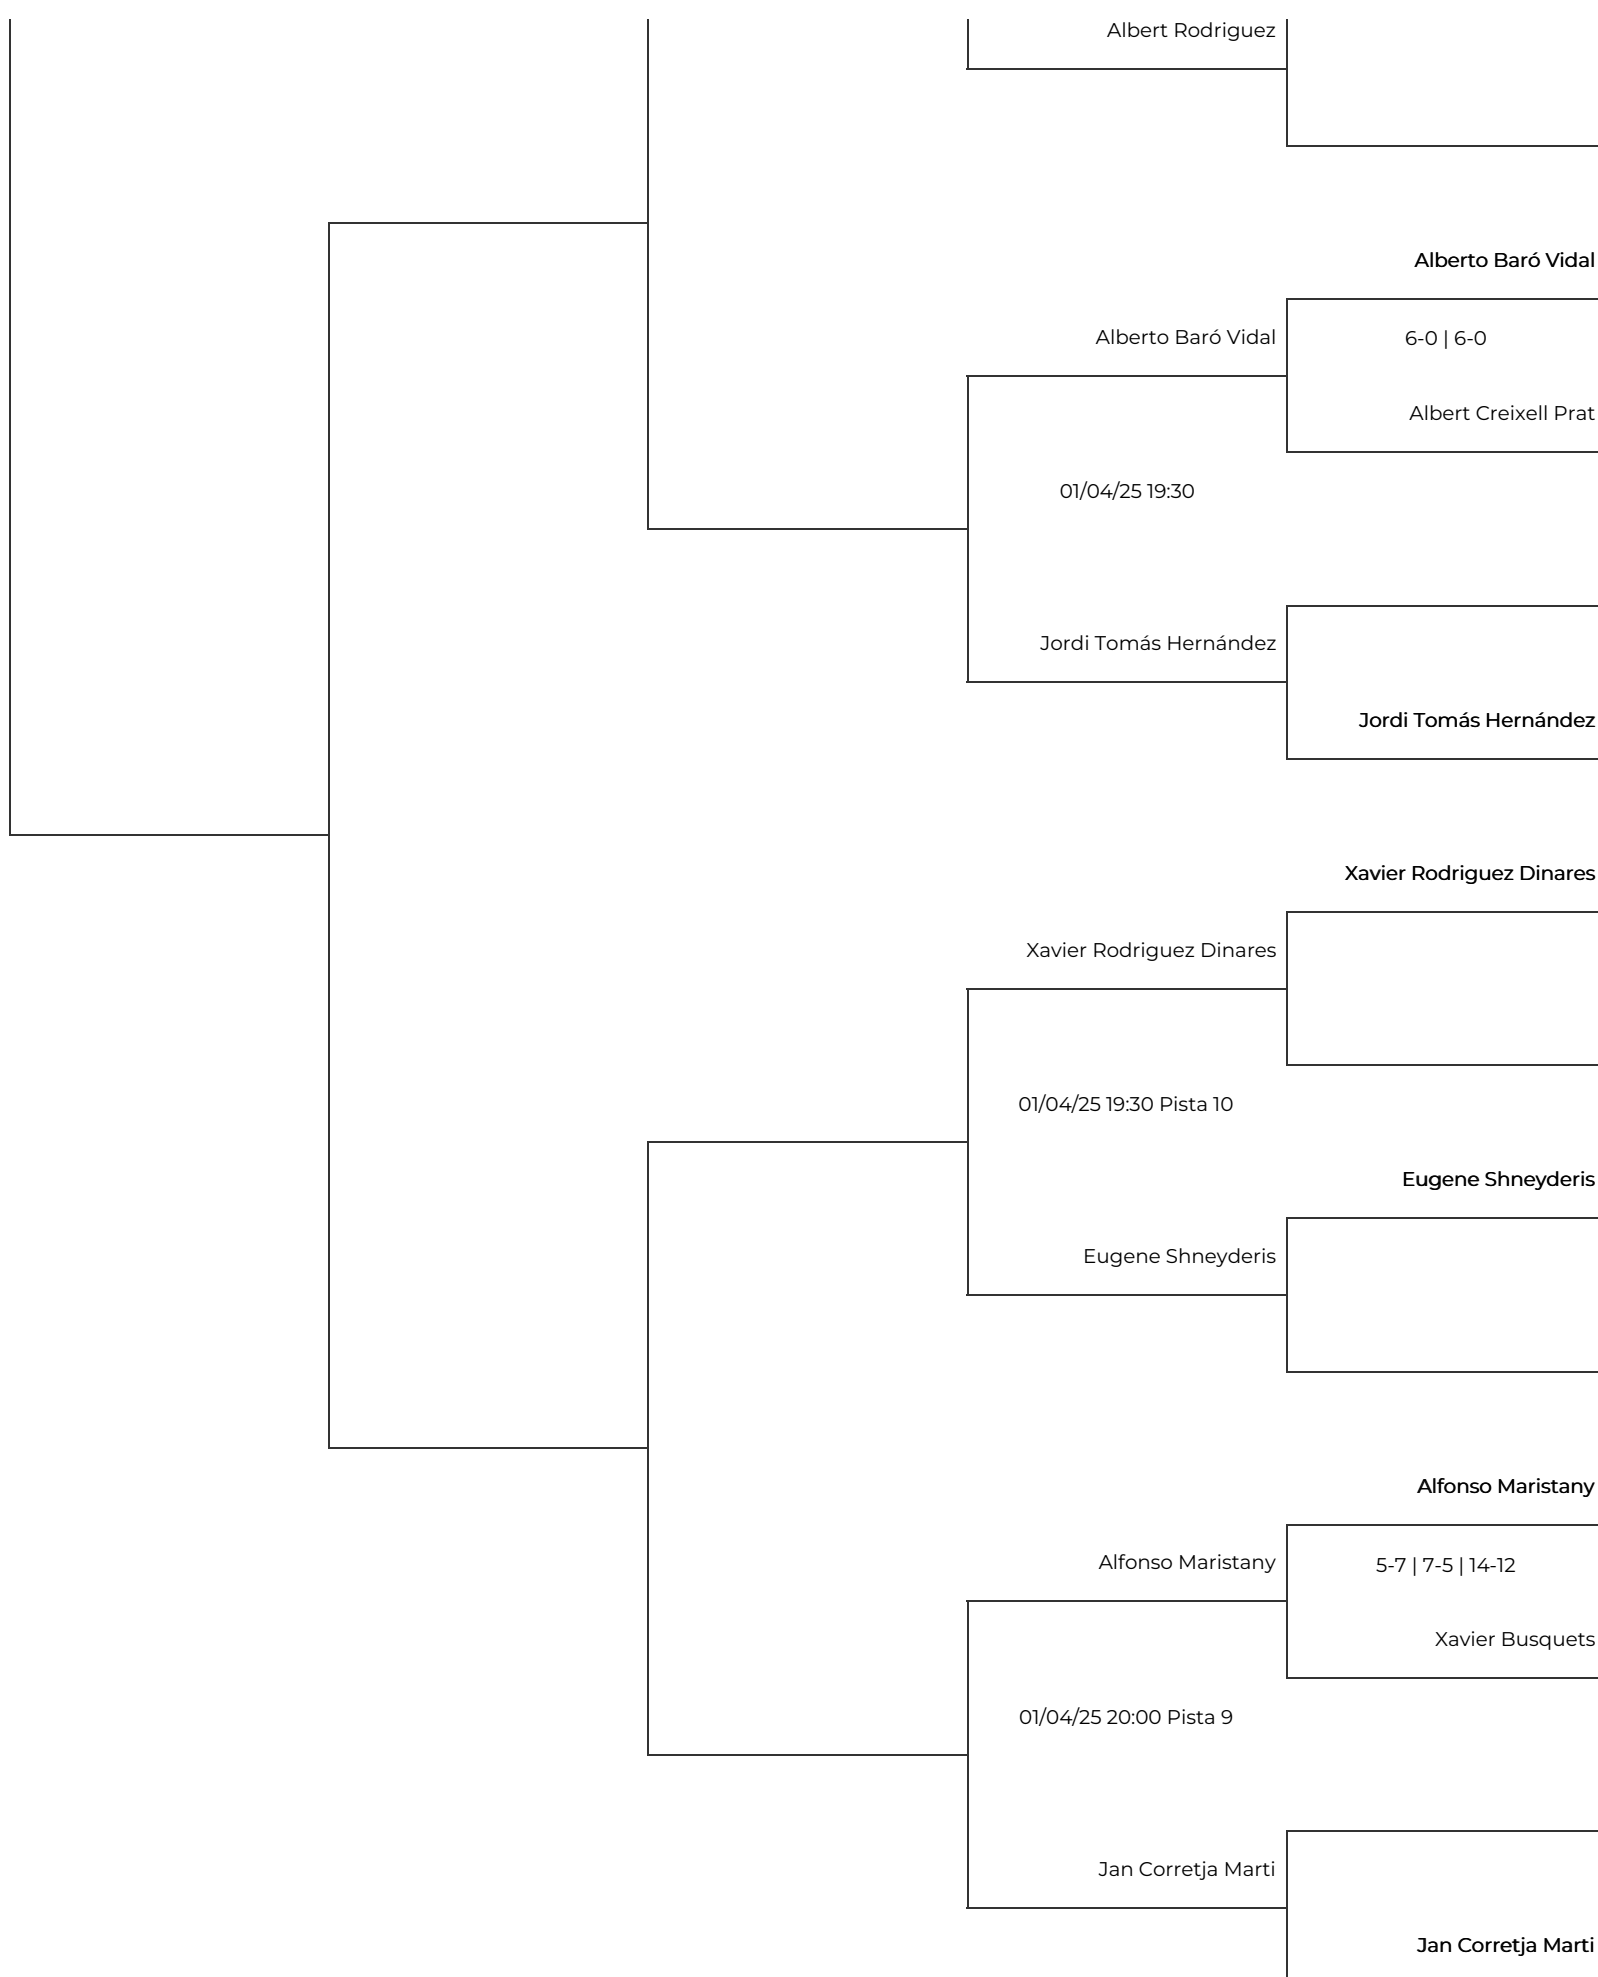 Albert Rodriguez
Alberto Baró Vidal
Alberto Baró Vidal
6-0 | 6-0
Albert Creixell Prat
01/04/25 19:30
Jordi Tomás Hernández
Jordi Tomás Hernández
Xavier Rodriguez Dinares
Xavier Rodriguez Dinares
01/04/25 19:30 Pista 10
Eugene Shneyderis
Eugene Shneyderis
Alfonso Maristany
Alfonso Maristany
5-7 | 7-5 | 14-12
Xavier Busquets
01/04/25 20:00 Pista 9
Jan Corretja Marti
Jan Corretja Marti